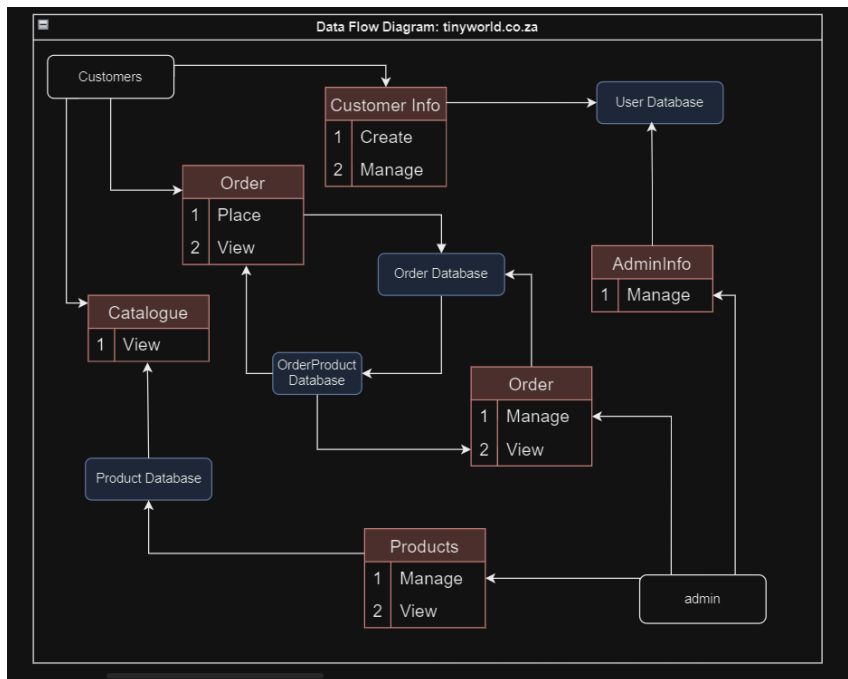 Data Flow Diagram: tinyworld.co.za
Customers
Customer Info
1 Create
2 Manage
User Database
Order
1 Place
2 View
Order Database
AdminInfo
1 Manage
Catalogue
1 View
OrderProduct
Database
Order
1 Manage
2 View
Product Database
Products
1 Manage
2 View
admin